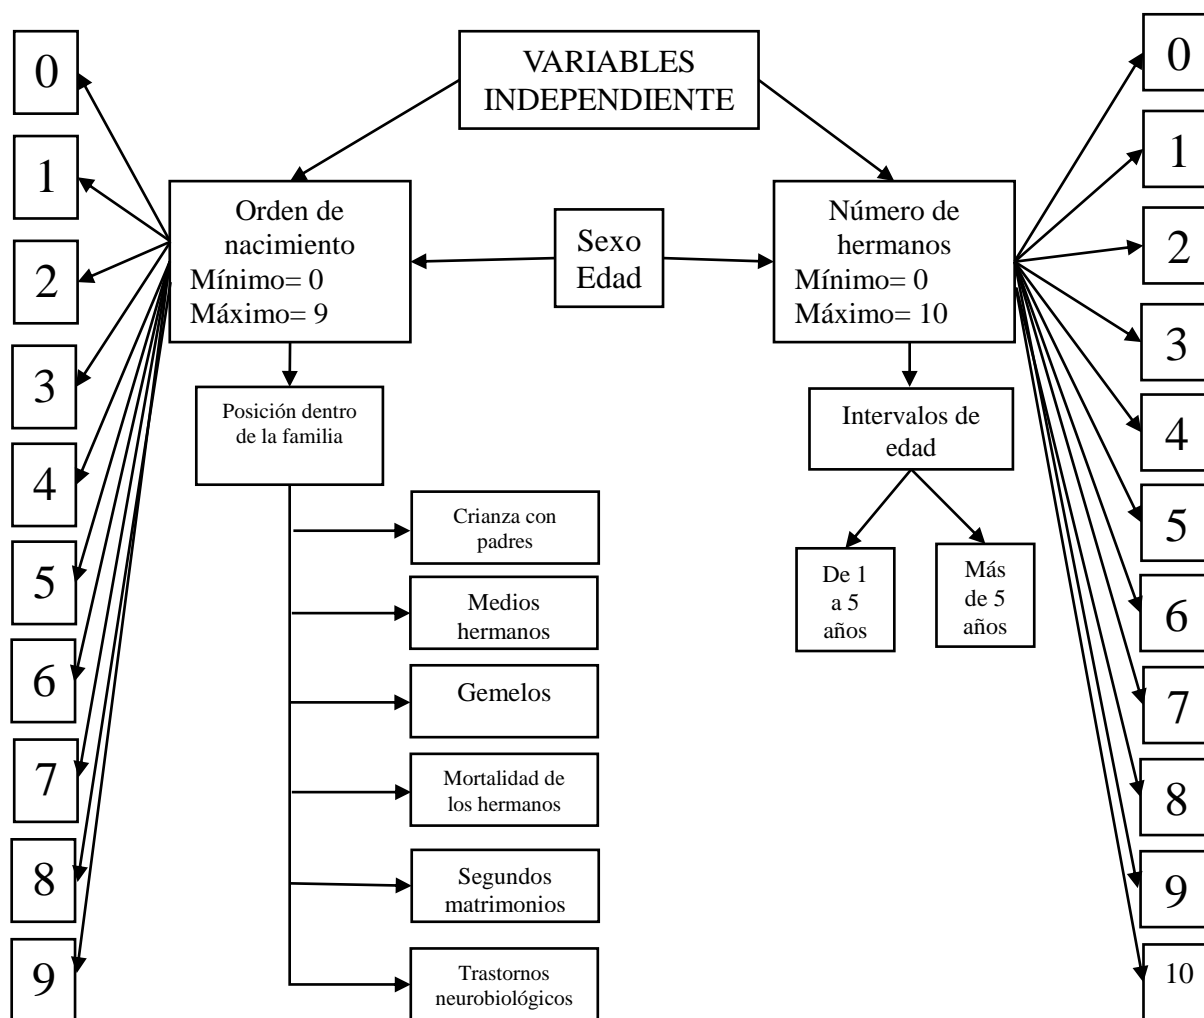 VARIABLES
INDEPENDIENTE
0
1
2
3
4
5
6
7
8
9
Orden de
nacimiento
Mínimo= 0
Máximo= 9
Sexo
Edad
Número de
hermanos
Mínimo= 0
Máximo= 10
0
1
2
3
4
5
6
7
8
9
10
Posición dentro
de la familia
Crianza con
padres
Medios
hermanos
Gemelos
Mortalidad de
los hermanos
Segundos
matrimonios
Trastornos
neurobiológicos
Intervalos de
edad
De 1
a 5
años
Más
de 5
años